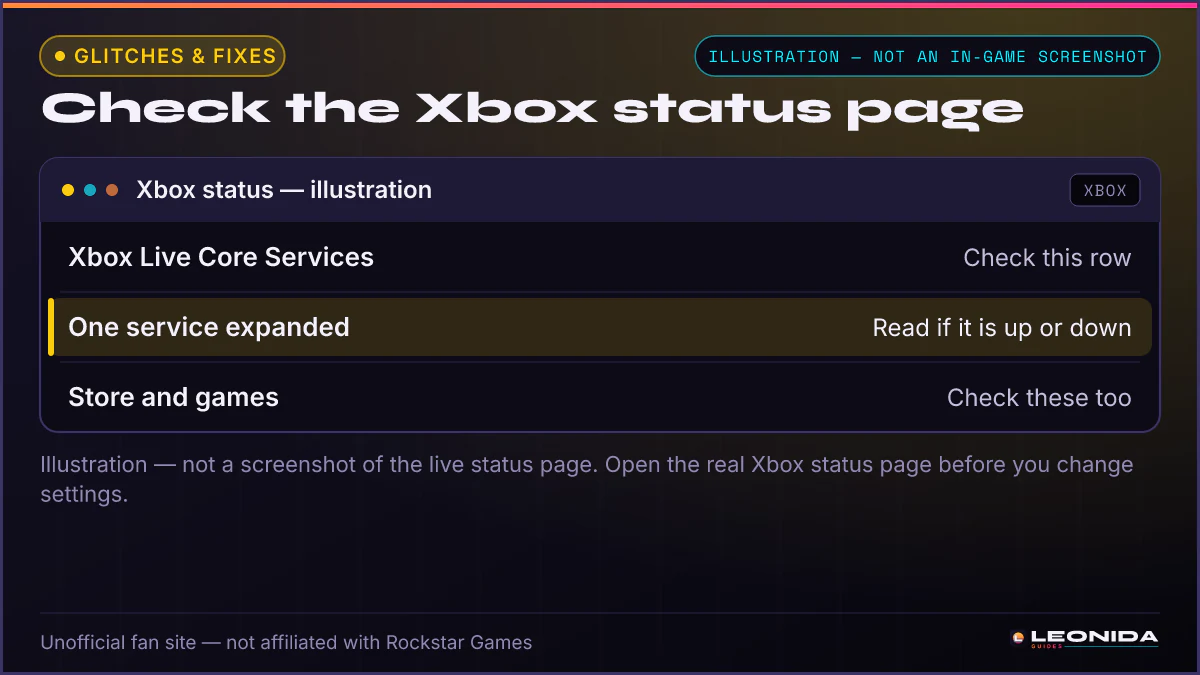 GLITCHES & FIXES
ILLUSTRATION — NOT AN IN-GAME SCREENSHOT
Check the Xbox status page
Xbox status — illustration
XBOX
Xbox Live Core Services
Check this row
One service expanded
Read if it is up or down
Store and games
Check these too
Illustration — not a screenshot of the live status page. Open the real Xbox status page before you change
settings.
Unofficial fan site — not affiliated with Rockstar Games
LEONIDA
GUIDES